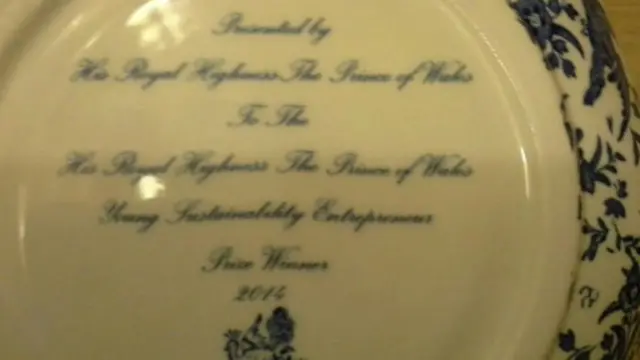 Presented by
His Royal Highness The Prince of Wales
To The
His Royal Highness The Prince of Wales
Young Sustainability Entrepreneur
Prize Winner
2014